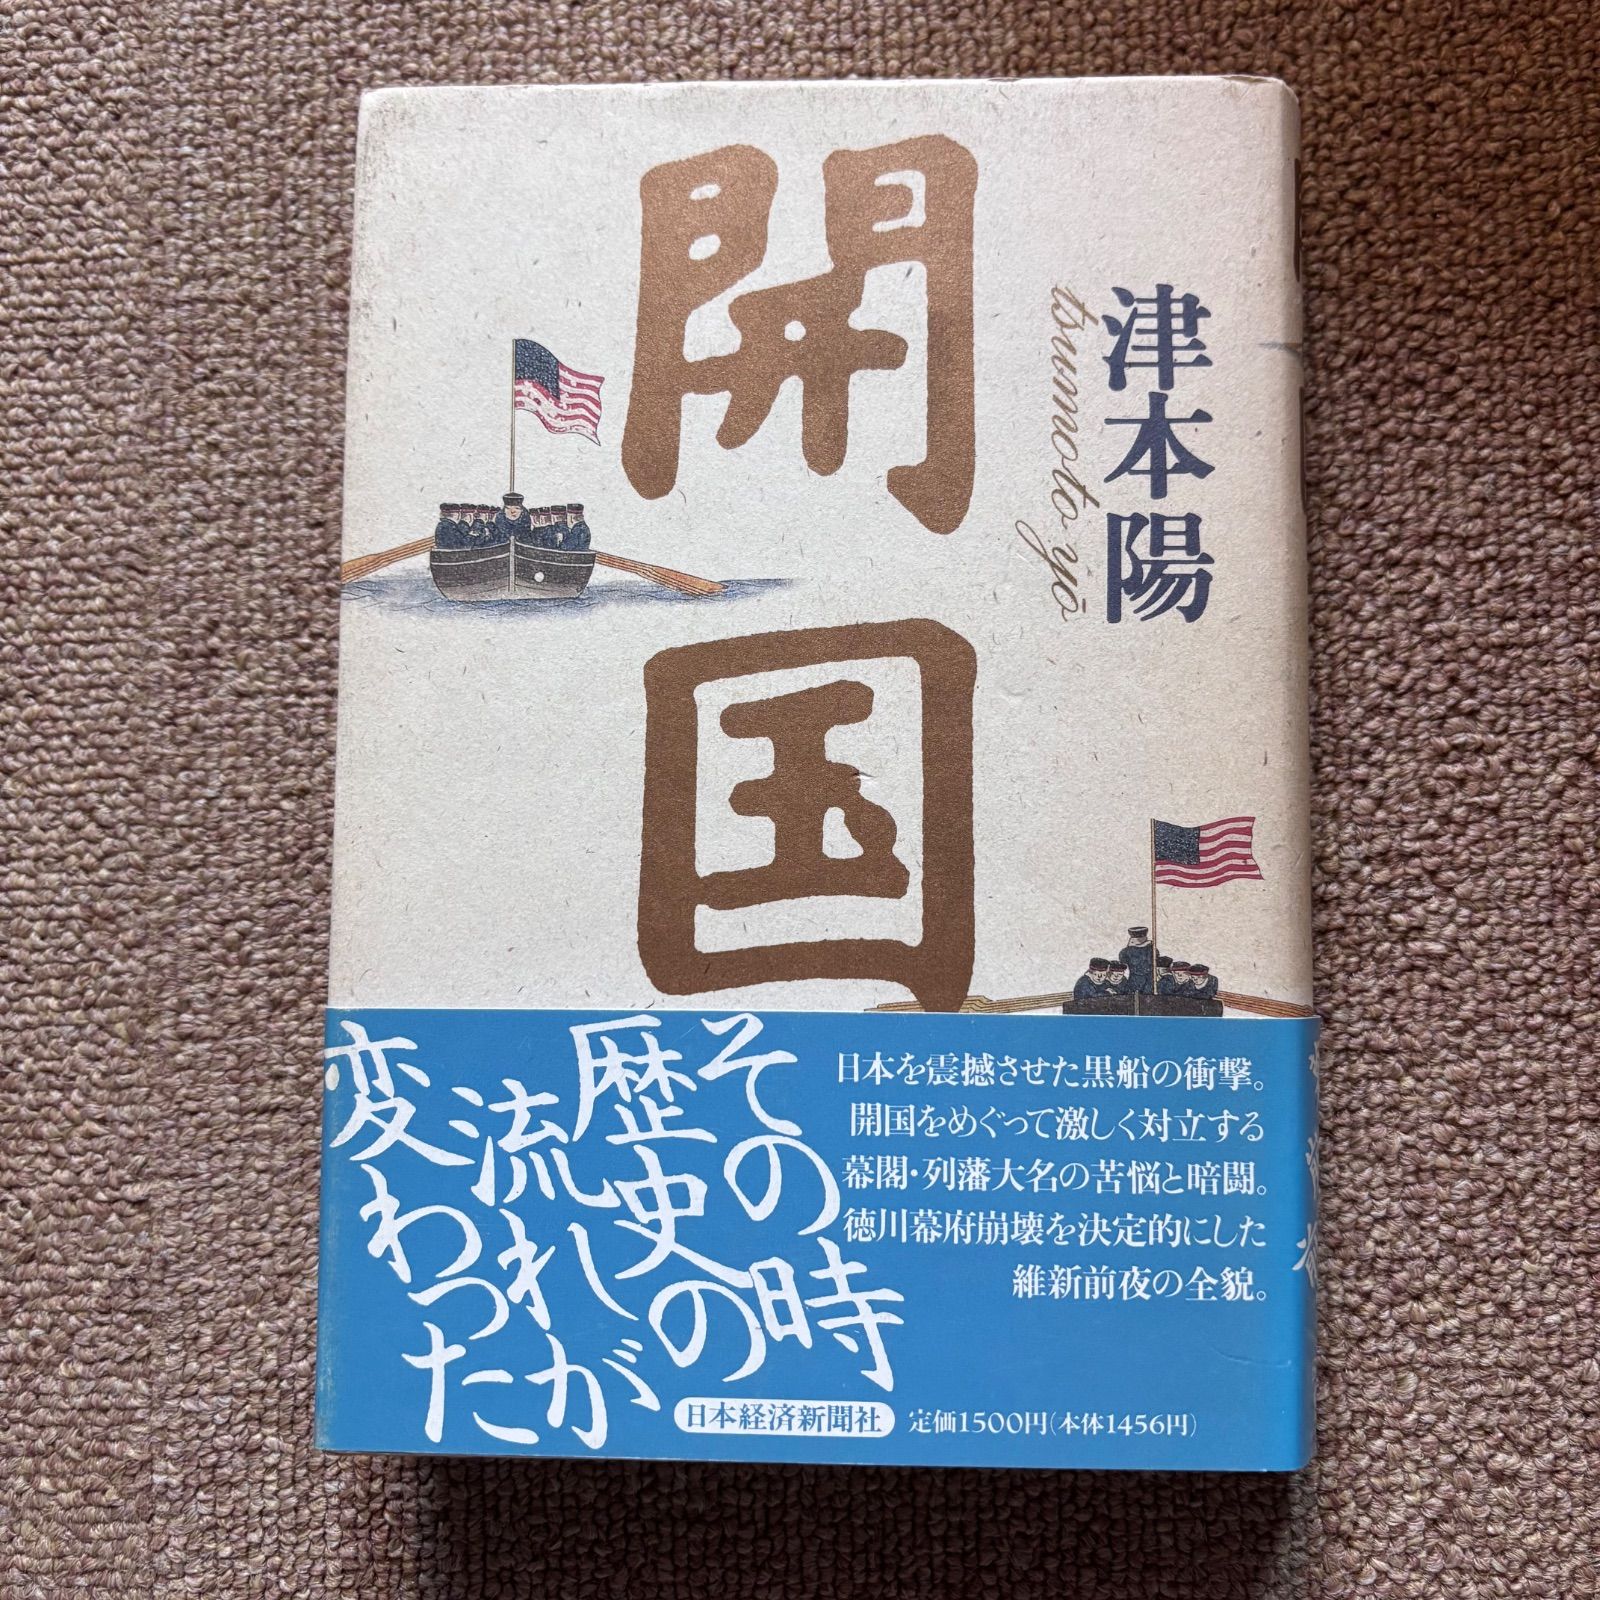 開国
津本陽
tsumoto yō
その時
歴史の
流れが
変わった
日本を震撼させた黒船の衝撃。
開国をめぐって激しく対立する
幕閣・列藩大名の苦悩と暗闘。
徳川幕府崩壊を決定的にした
維新前夜の全貌。
日本経済新聞社
定価1500円(本体1456円)